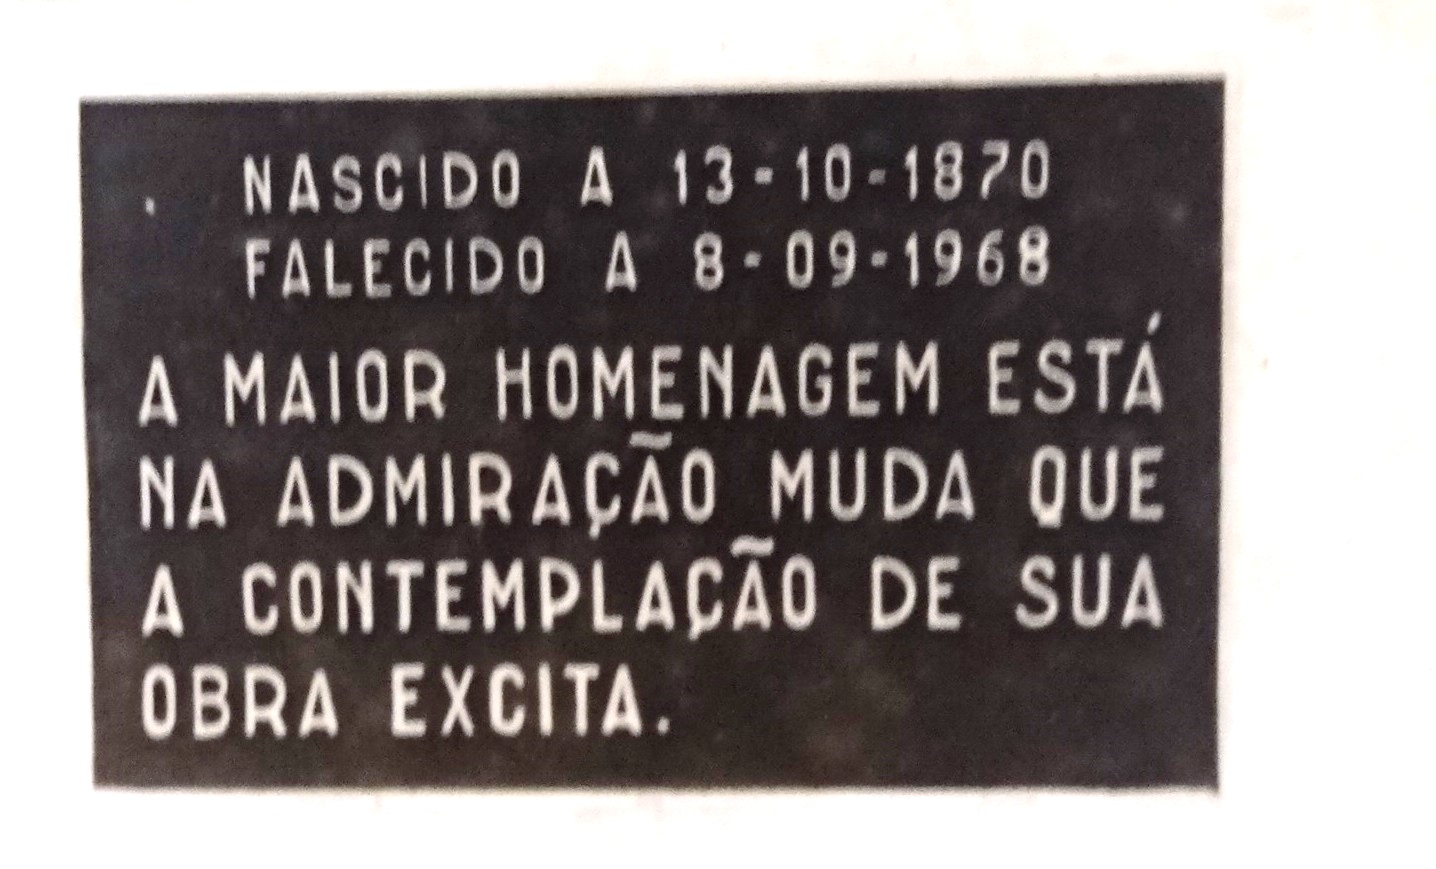 NASCIDO A 13-10-1870
FALECIDO A 8-09-1968
A MAIOR HOMENAGEM ESTÁ
NA ADMIRAÇÃO MUDA QUE
A CONTEMPLAÇÃO DE SUA
OBRA EXCITA.